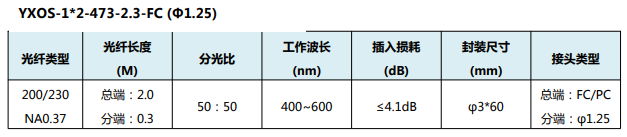 YXOS-1*2-473-2.3-FC (Φ1.25)
光纤类型 光纤长度 (M) 分光比 工作波长 (nm) 插入损耗 (dB) 封装尺寸 (mm) 接头类型
200/230 NA0.37 总端：2.0 分端：0.3 50：50 400~600 ≤4.1dB φ3*60 总端：FC/PC 分端：φ1.25